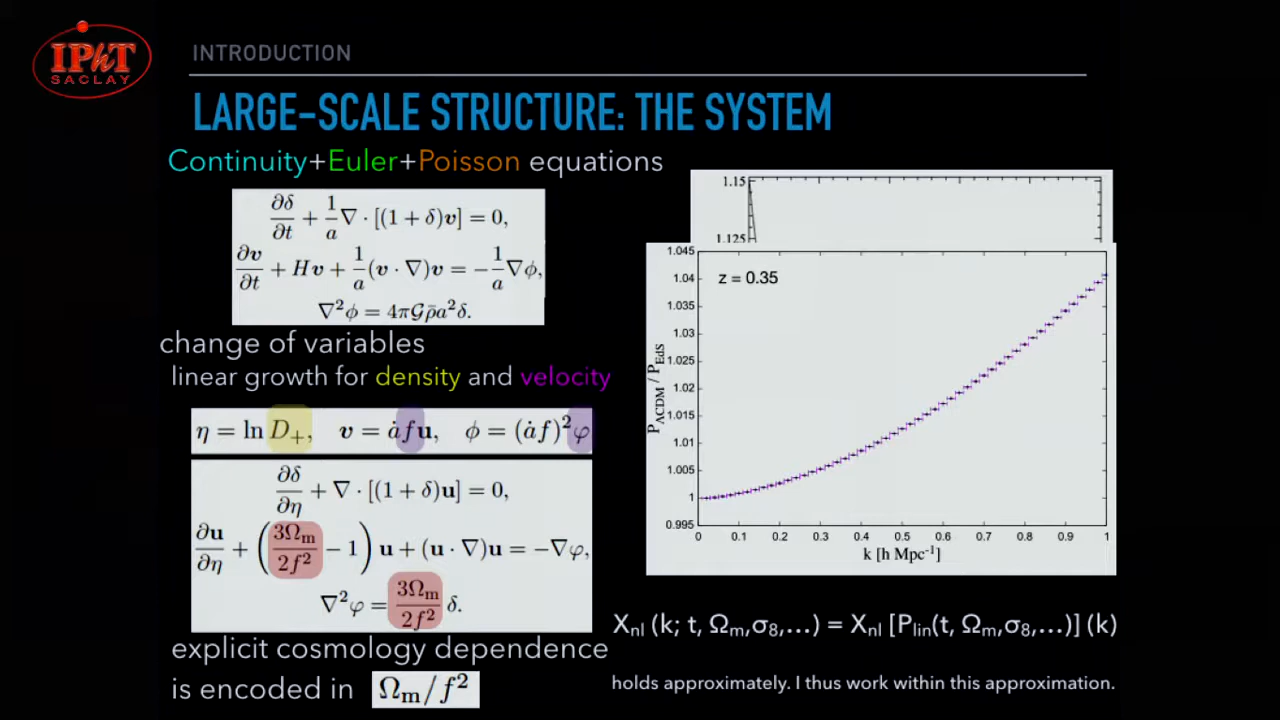 IPhT
SACLAY
INTRODUCTION
LARGE-SCALE STRUCTURE: THE SYSTEM
Continuity+Euler+Poisson equations
∂δ/∂t + 1/a ∇ · [(1 + δ)v] = 0,
∂v/∂t + Hv + 1/a (v · ∇)v = −1/a ∇ϕ,
∇²ϕ = 4πGρ̄a²δ.
change of variables
linear growth for density and velocity
η = ln D₊, v = ȧfu, ϕ = (ȧf)²φ
∂δ/∂η + ∇ · [(1 + δ)u] = 0,
∂u/∂η + (3Ωₘ/2f² − 1) u + (u · ∇)u = −∇φ,
∇²φ = 3Ωₘ/2f² δ.
explicit cosmology dependence
is encoded in Ωₘ/f²
1.15
1.125
1.045
1.04
1.035
1.03
1.025
1.02
1.015
1.01
1.005
1
0.995
z = 0.35
P_ΛCDM / P_EdS
0 0.1 0.2 0.3 0.4 0.5 0.6 0.7 0.8 0.9 1
k [h Mpc⁻¹]
Xnl (k; t, Ωₘ,σ₈,...) = Xnl [Plin(t, Ωₘ,σ₈,...)] (k)
holds approximately. I thus work within this approximation.